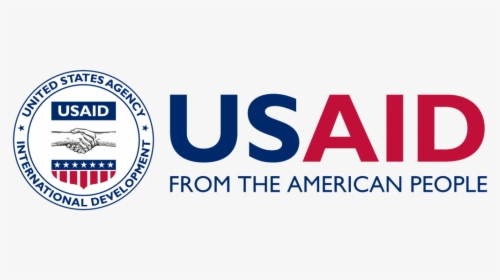 UNITED STATES AGENCY
USAID
INTERNATIONAL DEVELOPMENT
USAID
FROM THE AMERICAN PEOPLE